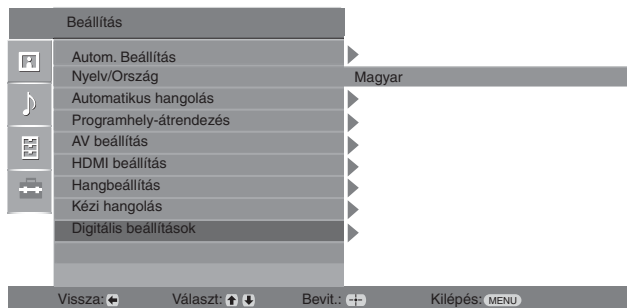 Beállítás
Autom. Beállítás
Nyelv/Ország Magyar
Automatikus hangolás
Programhely-átrendezés
AV beállítás
HDMI beállítás
Hangbeállítás
Kézi hangolás
Digitális beállítások
Vissza: Választ: Bevit.: Kilépés: MENU